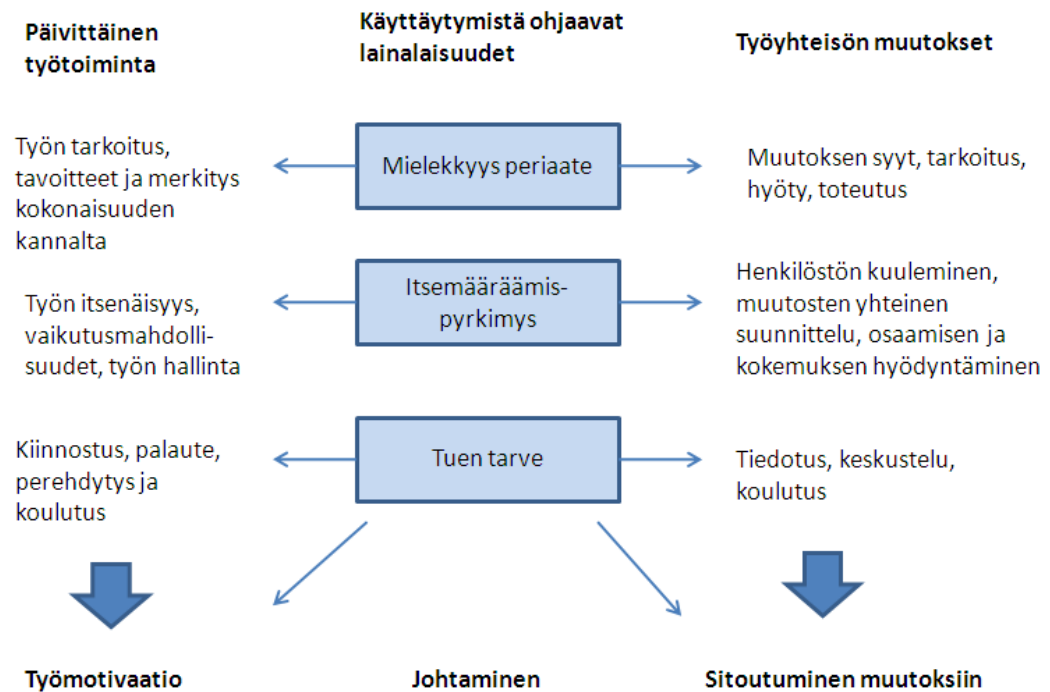 Päivittäinen
työtoiminta
Käyttäytymistä ohjaavat
lainalaisuudet
Työyhteisön muutokset
Työn tarkoitus,
tavoitteet ja merkitys
kokonaisuuden
kannalta
Mielekkyys periaate
Muutoksen syyt, tarkoitus,
hyöty, toteutus
Työn itsenäisyys,
vaikutusmahdolli-
suudet, työn hallinta
Itsemääräämis-
pyrkimys
Henkilöstön kuuleminen,
muutosten yhteinen
suunnittelu, osaamisen ja
kokemuksen hyödyntäminen
Kiinnostus, palaute,
perehdytys ja
koulutus
Tuen tarve
Tiedotus, keskustelu,
koulutus
Työmotivaatio
Johtaminen
Sitoutuminen muutoksiin